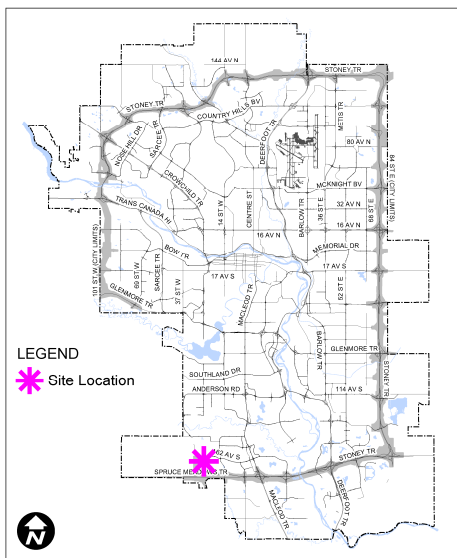 144 AV N
STONEY TR
STONEY TR
COUNTRY HILLS BV
METIS TR
NOSE HILL DR
SARCEE TR
DEERFOOT TR
80 AV N
CROWCHILD TR
MCKNIGHT BV
84 ST E (CITY LIMITS)
TRANS CANADA HI
14 ST W
CENTRE ST
BARLOW TR
36 ST E
32 AV N
68 ST E
16 AV N
16 AV N
BOW TR
MEMORIAL DR
101 ST W (CITY LIMITS)
69 ST W
SARCEE TR
37 ST W
17 AV S
17 AV S
52 ST E
GLENMORE TR
MACLEOD TR
BARLOW TR
GLENMORE TR
LEGEND
Site Location
SOUTHLAND DR
ANDERSON RD
114 AV S
STONEY TR
62 AV S
STONEY TR
SPRUCE MEADOWS TR
MACLEOD TR
DEERFOOT TR
N